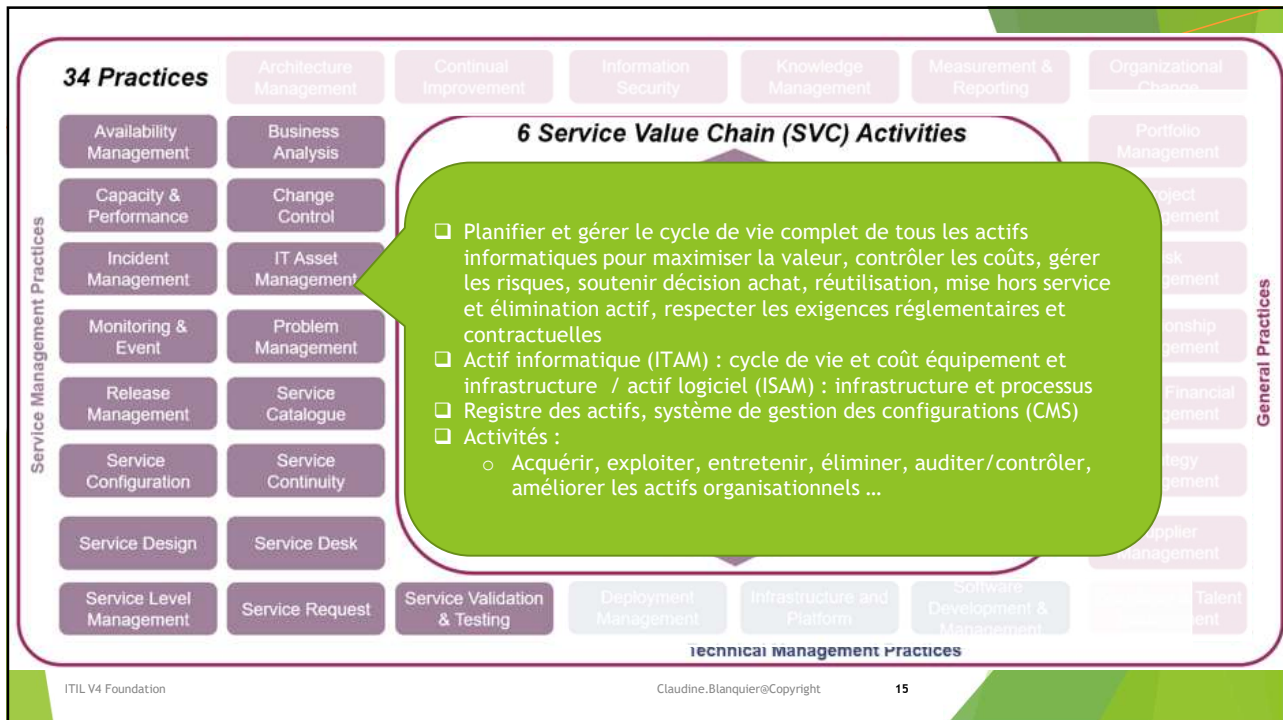 34 Practices
Architecture
Management
Continual
Improvement
Information
Security
Knowledge
Management
Measurement &
Reporting
Organizational
Change
Availability
Management
Business
Analysis
6 Service Value Chain (SVC) Activities
Portfolio
Management
Capacity &
Performance
Change
Control
Incident
Management
IT Asset
Management
Monitoring &
Event
Problem
Management
Release
Management
Service
Catalogue
Service
Configuration
Service
Continuity
Service Design
Service Desk
Service Level
Management
Service Request
Service Validation
& Testing
Deployment
Management
Infrastructure and
Platform
Software
Development &
Management
Financial
Management
Talent
Service Management Practices
General Practices
Technical Management Practices
❑ Planifier et gérer le cycle de vie complet de tous les actifs
informatiques pour maximiser la valeur, contrôler les coûts, gérer
les risques, soutenir décision achat, réutilisation, mise hors service
et élimination actif, respecter les exigences réglementaires et
contractuelles
❑ Actif informatique (ITAM) : cycle de vie et coût équipement et
infrastructure / actif logiciel (ISAM) : infrastructure et processus
❑ Registre des actifs, système de gestion des configurations (CMS)
❑ Activités :
o Acquérir, exploiter, entretenir, éliminer, auditer/contrôler,
améliorer les actifs organisationnels …
ITIL V4 Foundation
Claudine.Blanquier@Copyright
15